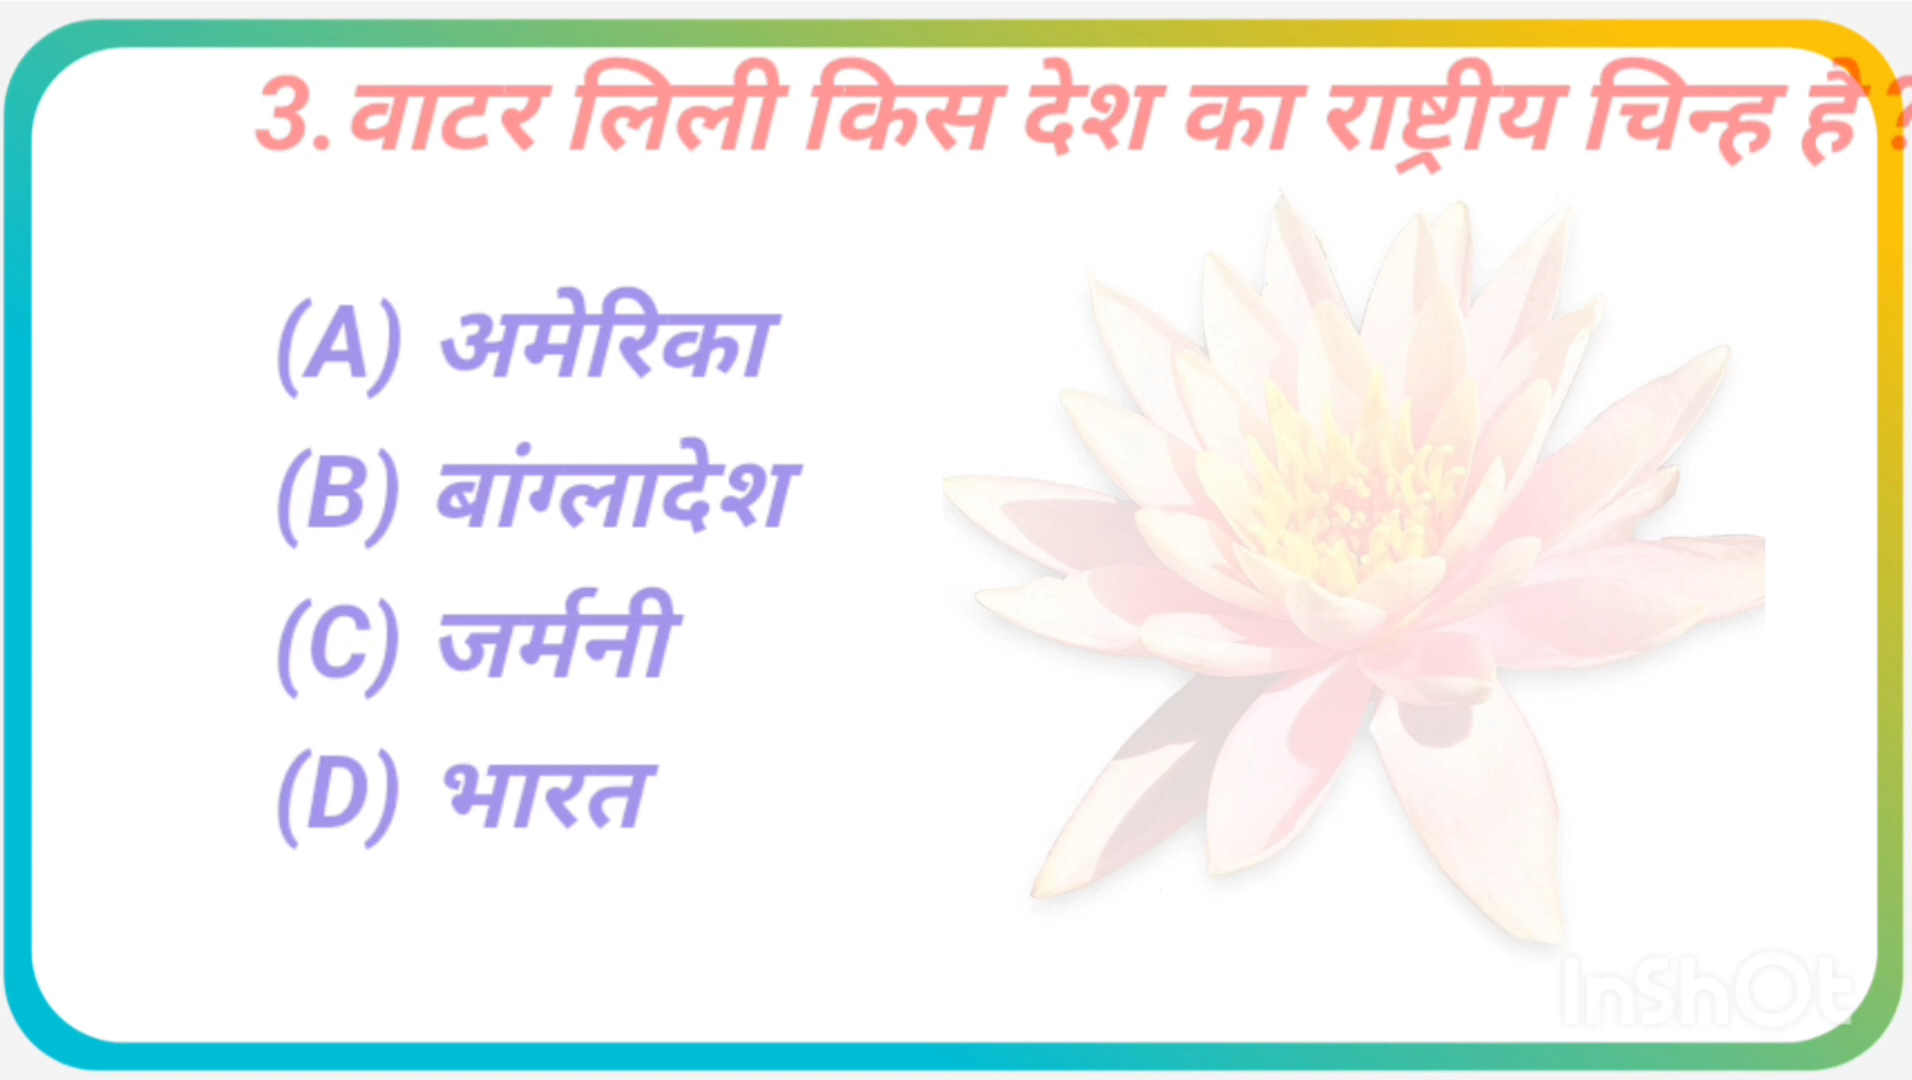 3. वाटर लिली किस देश का राष्ट्रीय चिन्ह है ?
(A) अमेरिका
(B) बांग्लादेश
(C) जर्मनी
(D) भारत
InShOt